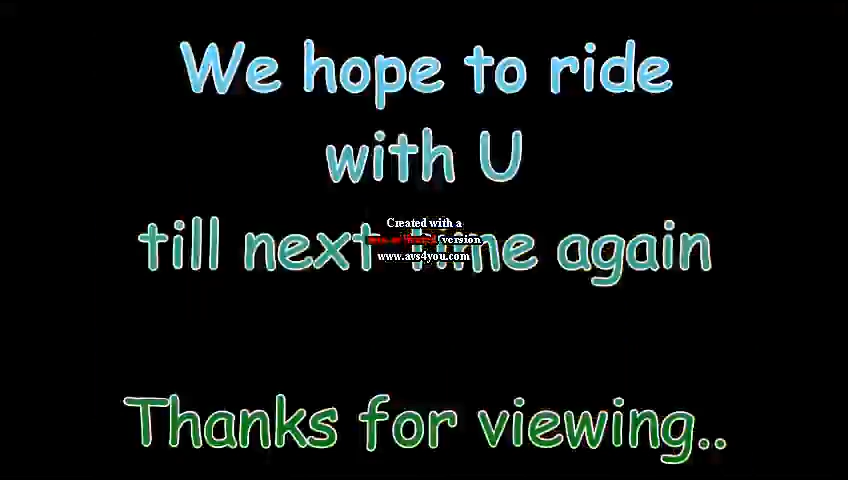 We hope to ride
with U
till next time again
Created with a
version
www.avs4you.com
Thanks for viewing..